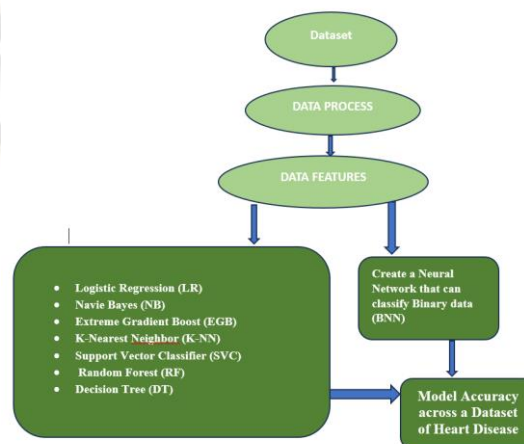 Dataset
DATA PROCESS
DATA FEATURES
Logistic Regression (LR)
Navie Bayes (NB)
Extreme Gradient Boost (EGB)
K-Nearest Neighbor (K-NN)
Support Vector Classifier (SVC)
Random Forest (RF)
Decision Tree (DT)
Create a Neural
Network that can
classify Binary data
(BNN)
Model Accuracy
across a Dataset
of Heart Disease